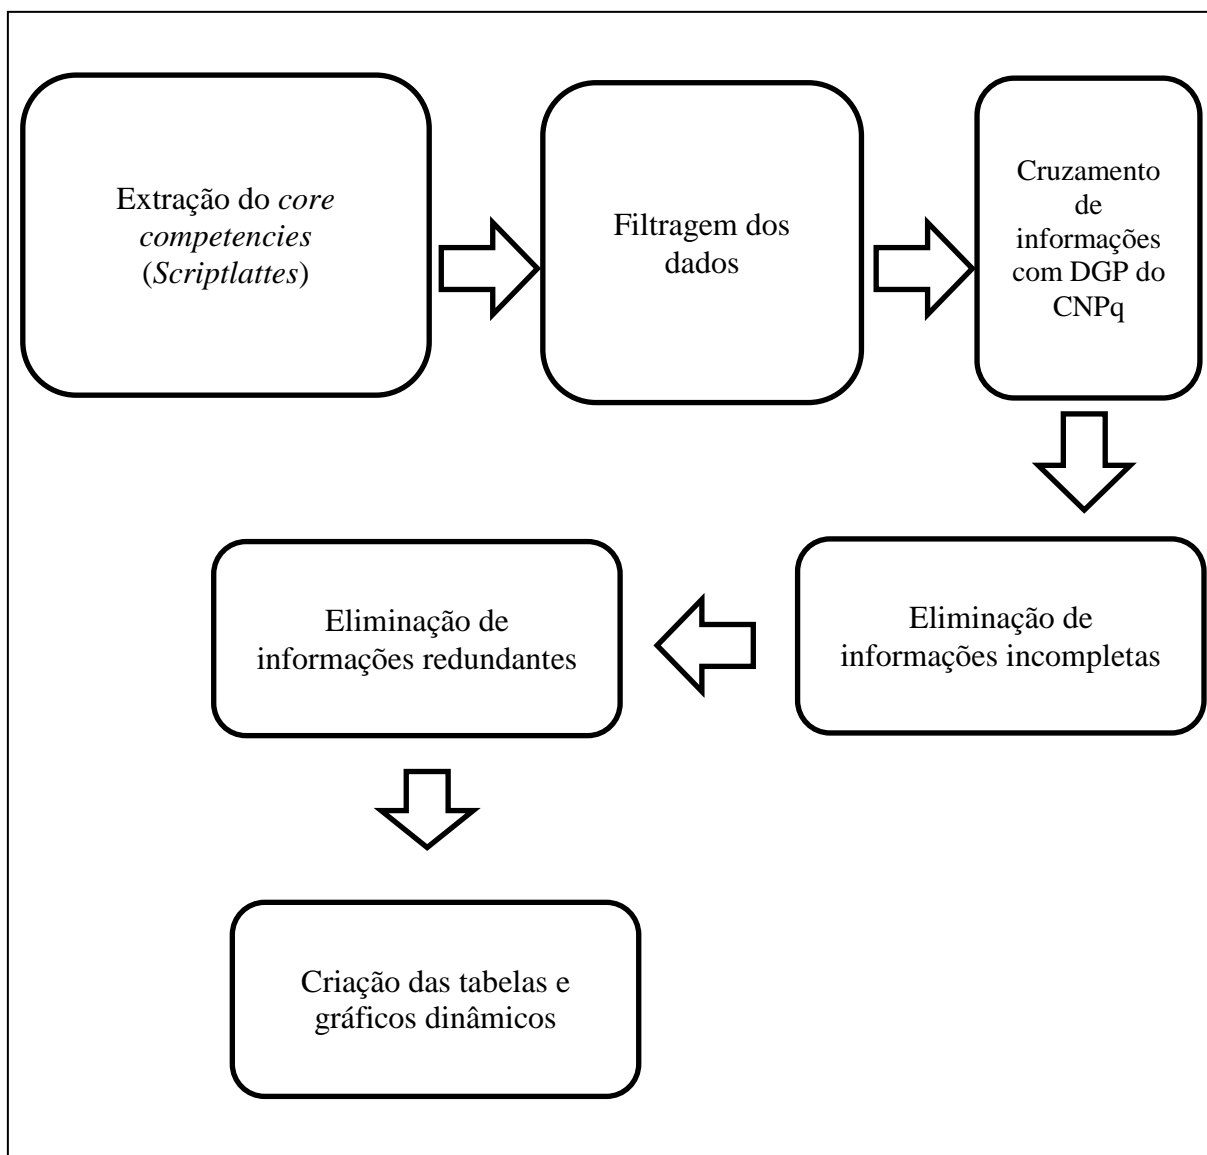 Extração do core
competencies
(Scriptlattes)
Filtragem dos
dados
Cruzamento
de
informações
com DGP do
CNPq
Eliminação de
informações incompletas
Eliminação de
informações redundantes
Criação das tabelas e
gráficos dinâmicos